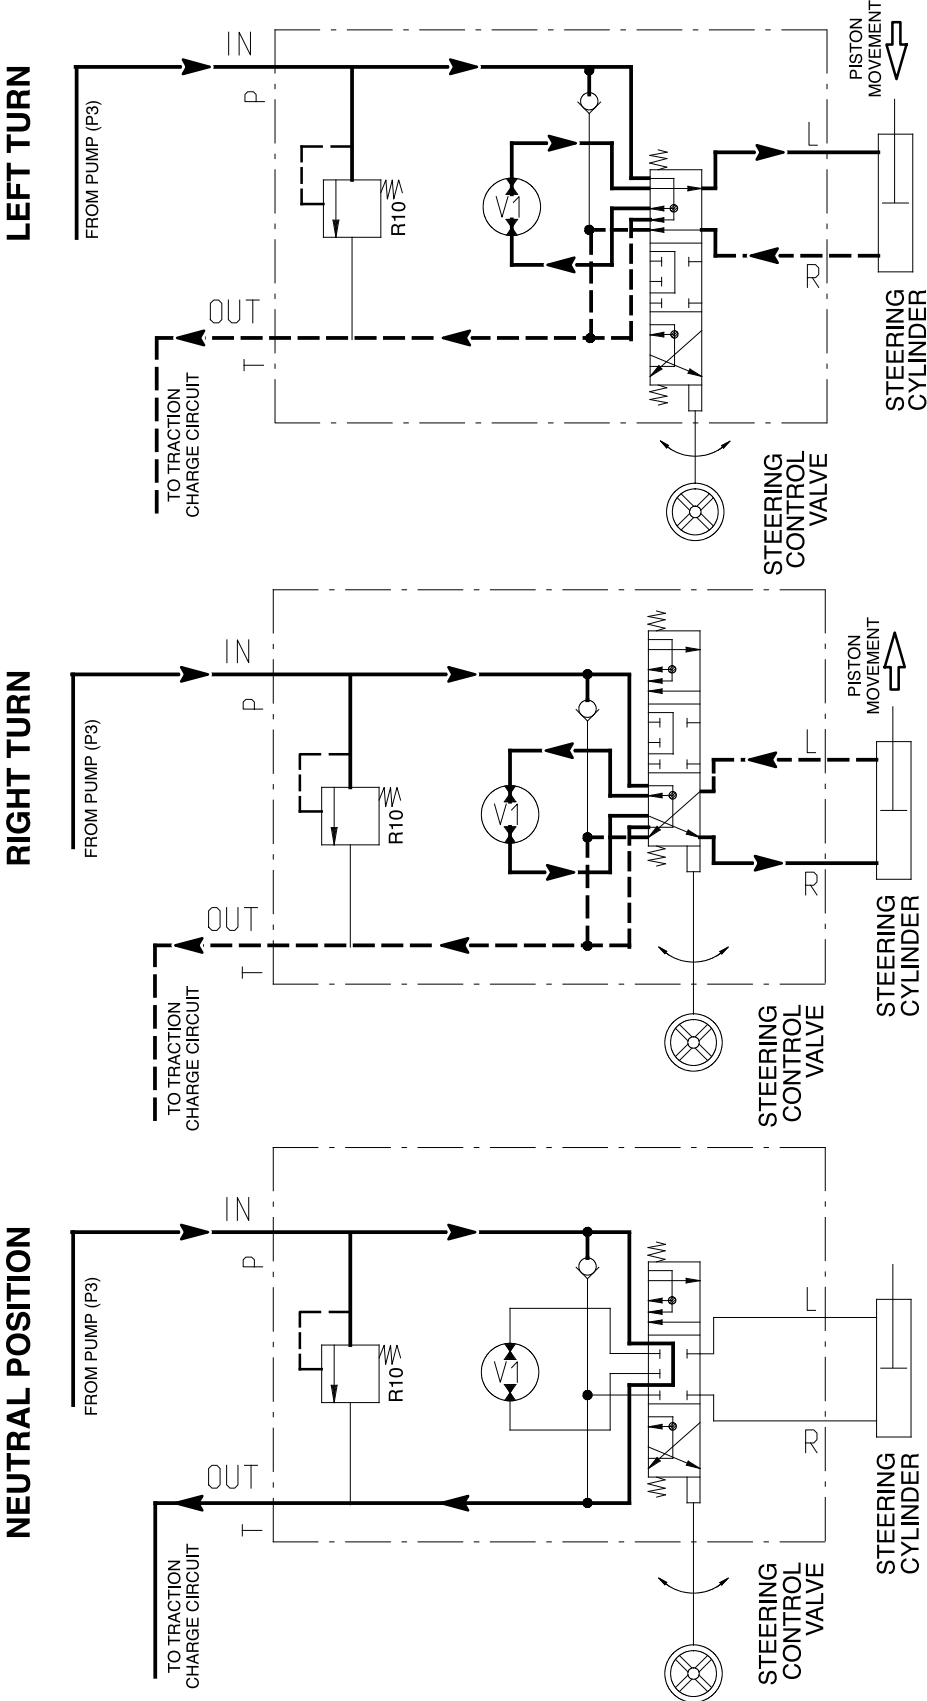 NEUTRAL POSITION
FROM PUMP (P3)
TO TRACTION
CHARGE CIRCUIT
OUT
IN
T
P
R10
V1
STEERING
CONTROL
VALVE
R
L
STEERING
CYLINDER
RIGHT TURN
FROM PUMP (P3)
TO TRACTION
CHARGE CIRCUIT
OUT
IN
T
P
R10
V1
STEERING
CONTROL
VALVE
R
L
STEERING
CYLINDER
PISTON
MOVEMENT
LEFT TURN
FROM PUMP (P3)
TO TRACTION
CHARGE CIRCUIT
OUT
IN
T
P
R10
V1
STEERING
CONTROL
VALVE
R
L
STEERING
CYLINDER
PISTON
MOVEMENT